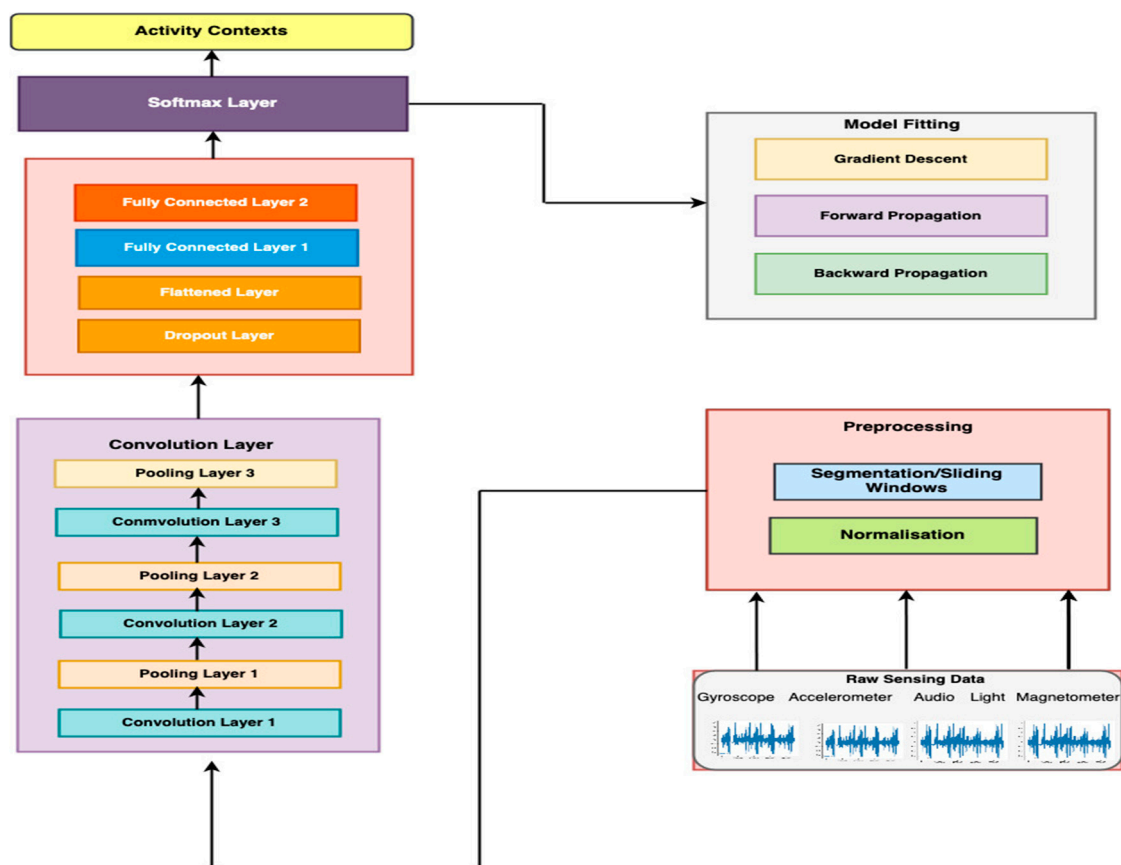 Activity Contexts
Softmax Layer
Fully Connected Layer 2
Fully Connected Layer 1
Flattened Layer
Dropout Layer
Convolution Layer
Pooling Layer 3
Conmvolution Layer 3
Pooling Layer 2
Convolution Layer 2
Pooling Layer 1
Convolution Layer 1
Model Fitting
Gradient Descent
Forward Propagation
Backward Propagation
Preprocessing
Segmentation/Sliding
Windows
Normalisation
Raw Sensing Data
Gyroscope Accelerometer Audio Light Magnetometer